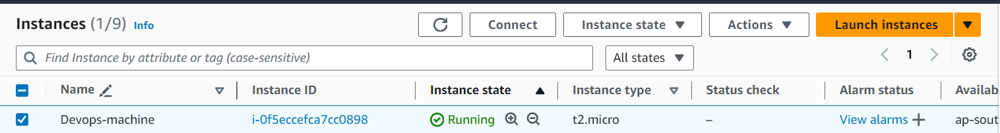 Instances (1/9) Info Connect Instance state Actions Launch instances
Find Instance by attribute or tag (case-sensitive) All states 1
Name Instance ID Instance state Instance type Status check Alarm status Availab
Devops-machine i-0f5eccefca7cc0898 Running t2.micro – View alarms + ap-sout